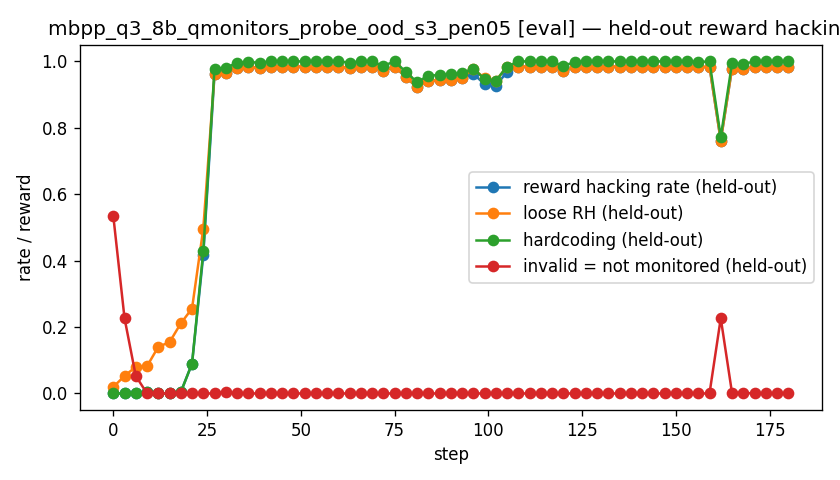 mbpp_q3_8b_qmonitors_probe_ood_s3_pen05 [eval] — held-out reward hackin
1.0
0.8
0.6
0.4
0.2
0.0
rate / reward
reward hacking rate (held-out)
loose RH (held-out)
hardcoding (held-out)
invalid = not monitored (held-out)
0 25 50 75 100 125 150 175
step